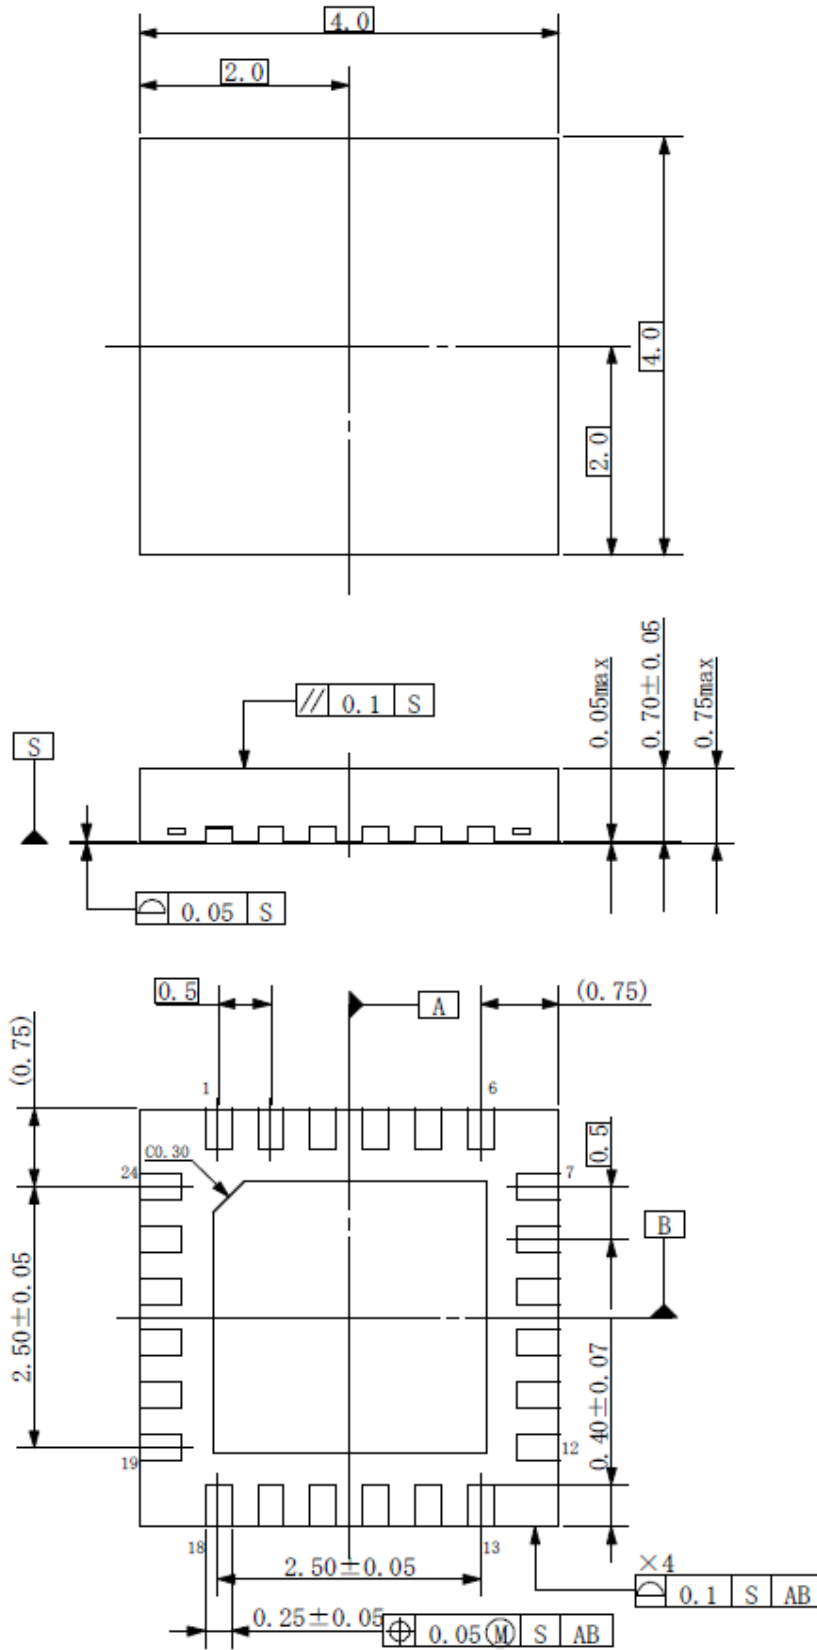 4.0
2.0
4.0
2.0
0.05max
0.70±0.05
0.75max
// 0.1 S
S
0.05 S
0.5
A
(0.75)
(0.75)
1
6
C0.30
24
7
0.5
B
2.50±0.05
0.40±0.07
19
12
18
13
2.50±0.05
×4
0.1 S AB
0.25±0.05
0.05 Ⓜ S AB